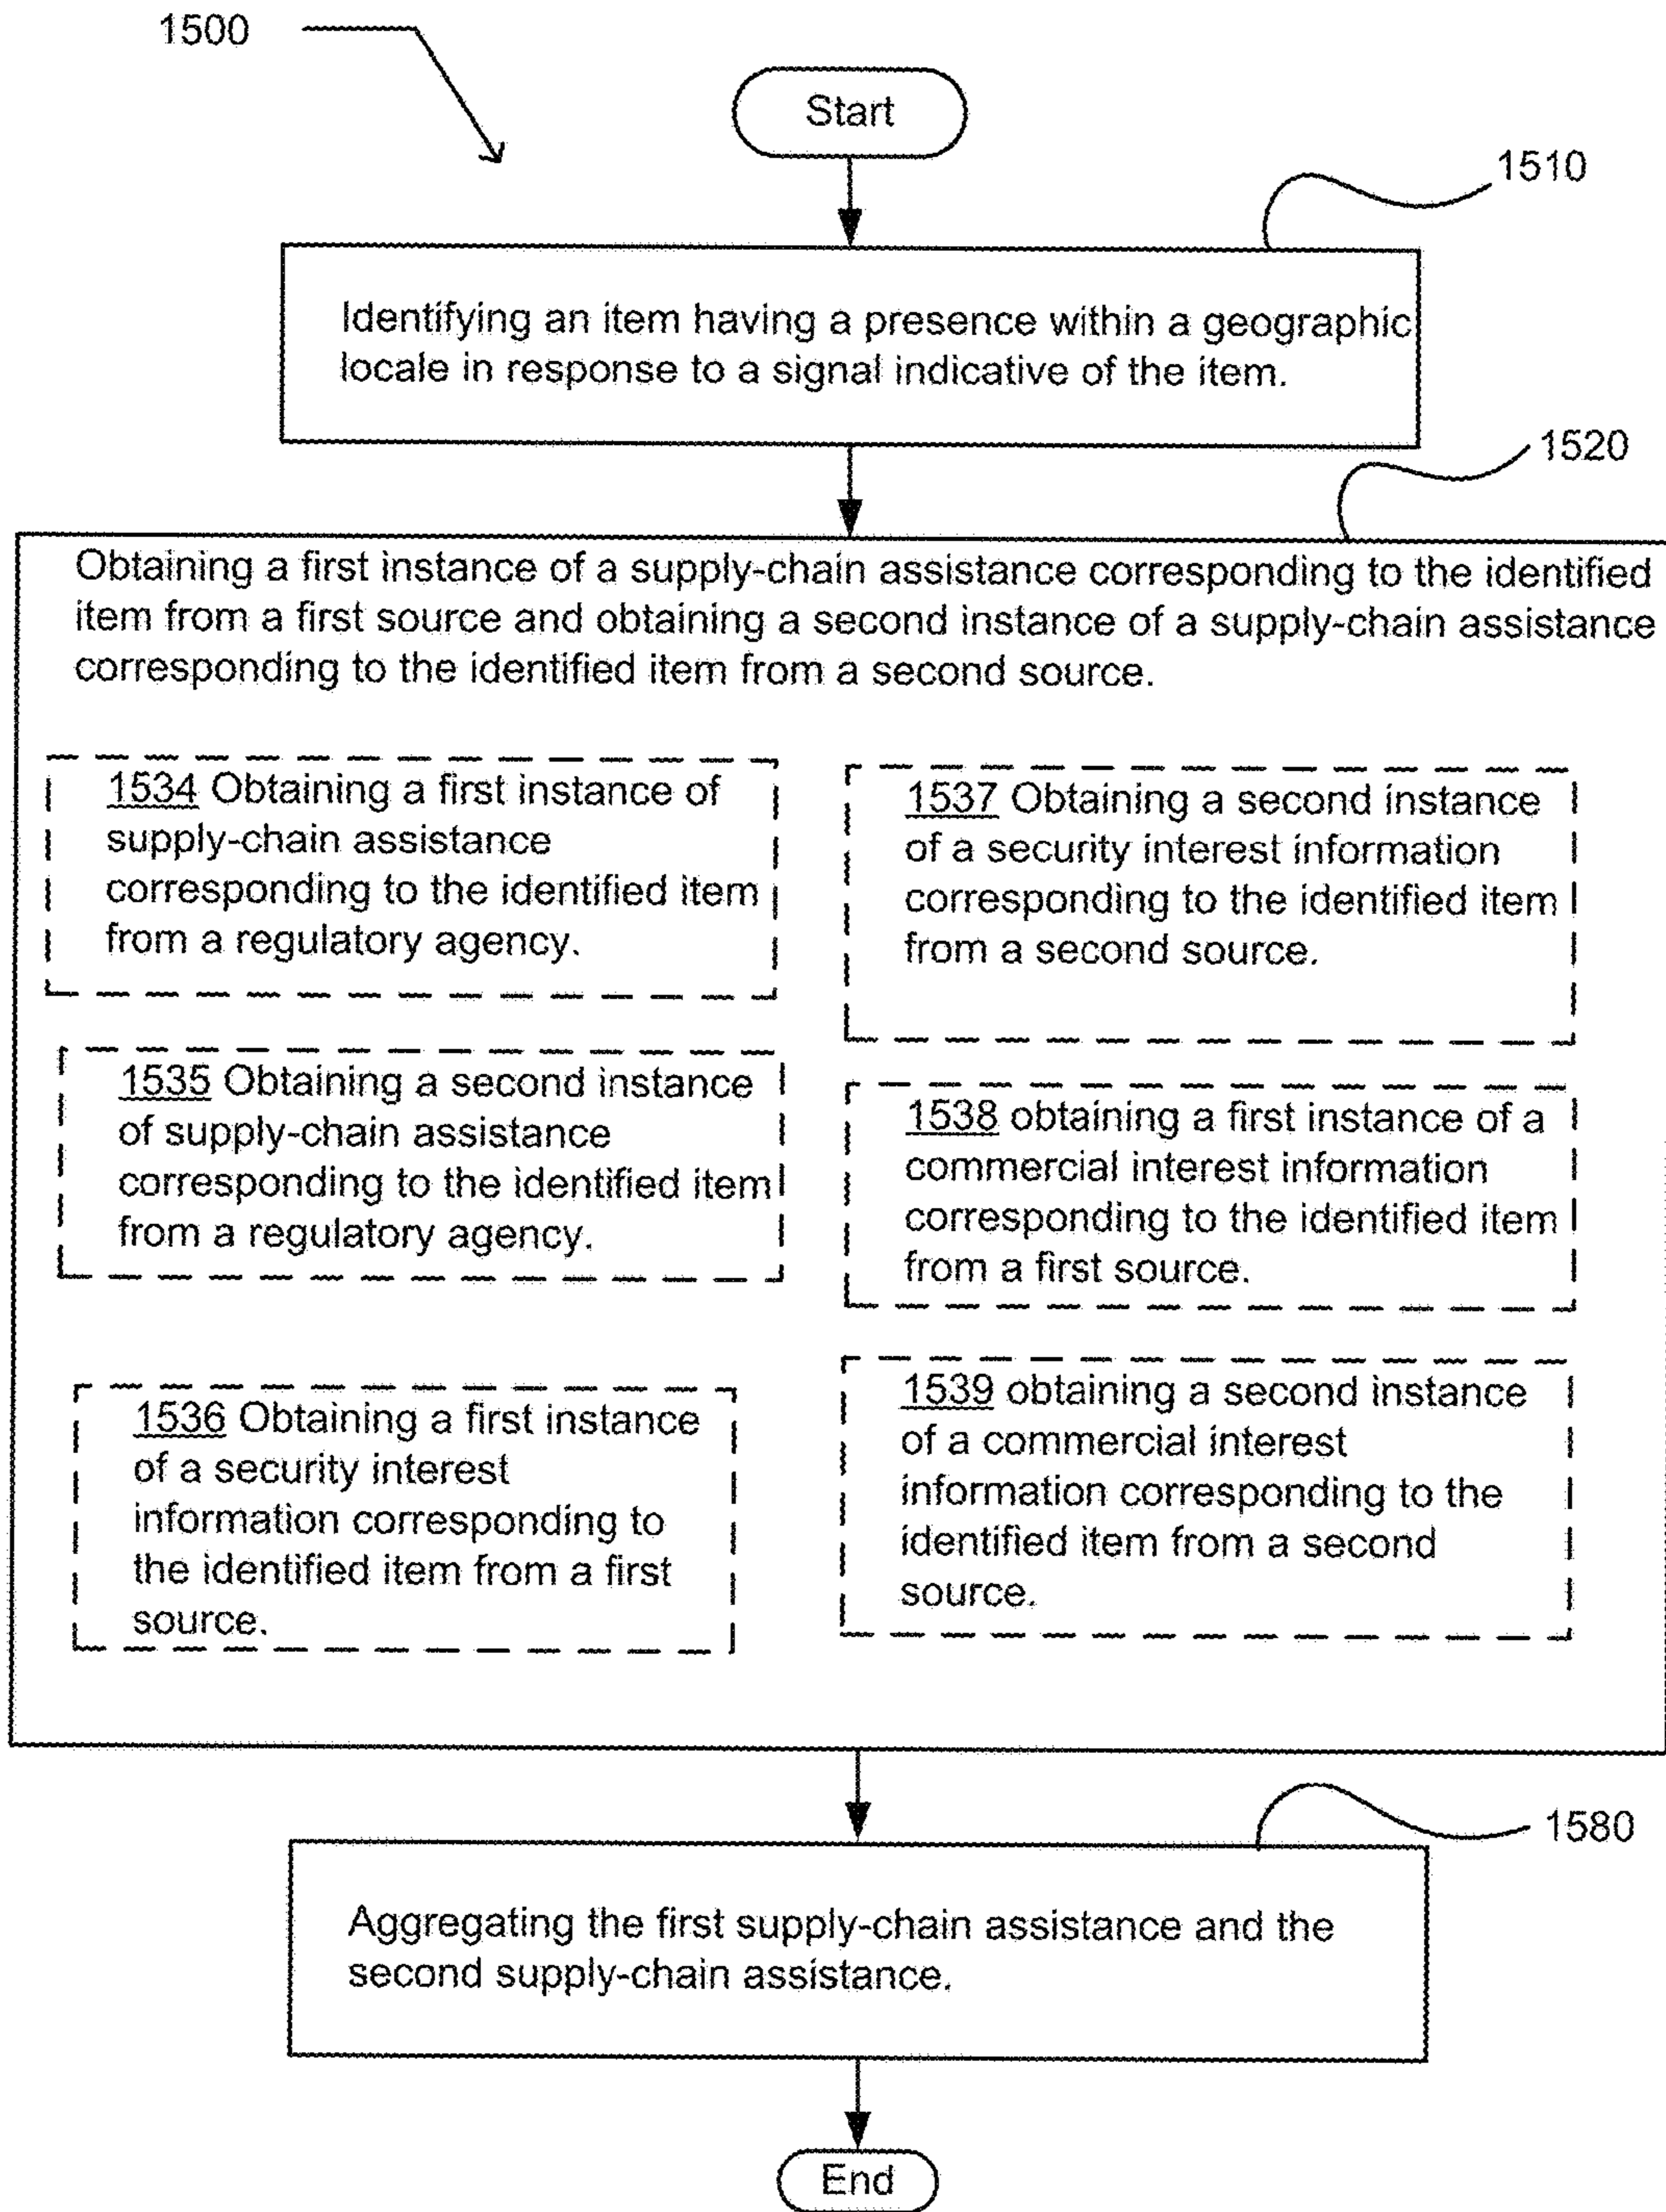 1500
Start
1510
Identifying an item having a presence within a geographic
locale in response to a signal indicative of the item.
1520
Obtaining a first instance of a supply-chain assistance corresponding to the identified
item from a first source and obtaining a second instance of a supply-chain assistance
corresponding to the identified item from a second source.
1534 Obtaining a first instance of
supply-chain assistance
corresponding to the identified item
from a regulatory agency.
1535 Obtaining a second instance
of supply-chain assistance
corresponding to the identified item
from a regulatory agency.
1536 Obtaining a first instance
of a security interest
information corresponding to
the identified item from a first
source.
1537 Obtaining a second instance
of a security interest information
corresponding to the identified item
from a second source.
1538 obtaining a first instance of a
commercial interest information
corresponding to the identified item
from a first source.
1539 obtaining a second instance
of a commercial interest
information corresponding to the
identified item from a second
source.
1580
Aggregating the first supply-chain assistance and the
second supply-chain assistance.
End